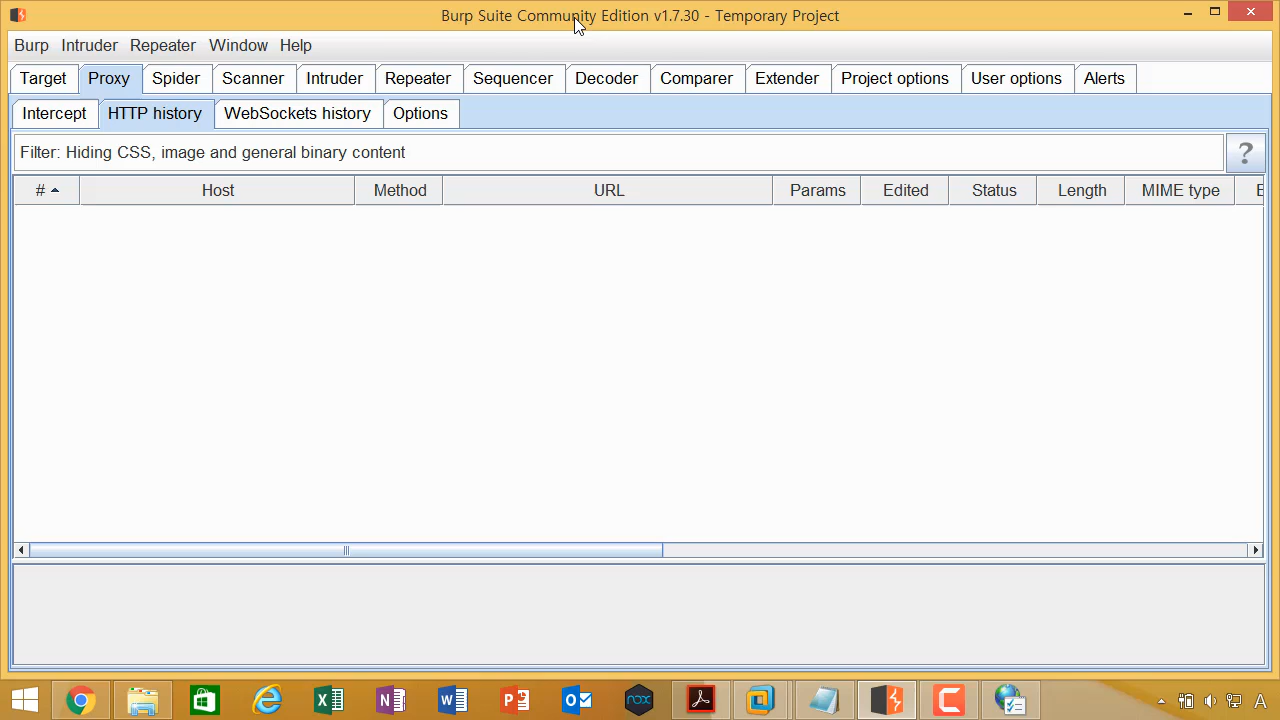 Burp Suite Community Edition v1.7.30 - Temporary Project
Burp Intruder Repeater Window Help
Target Proxy Spider Scanner Intruder Repeater Sequencer Decoder Comparer Extender Project options User options Alerts
Intercept HTTP history WebSockets history Options
Filter: Hiding CSS, image and general binary content ?
# Host Method URL Params Edited Status Length MIME type E
nox A